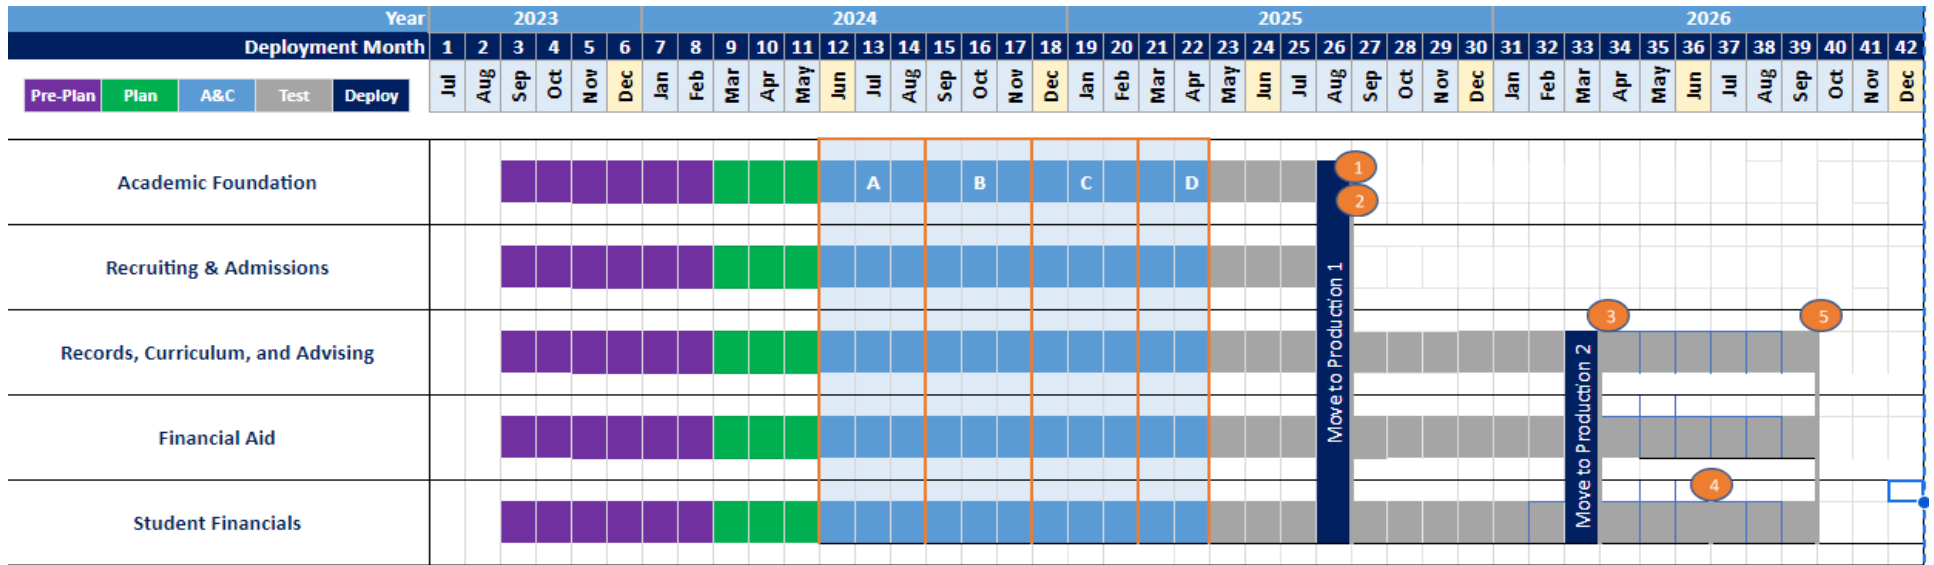 Year 2023 2024 2025 2026
Deployment Month 1 2 3 4 5 6 7 8 9 10 11 12 13 14 15 16 17 18 19 20 21 22 23 24 25 26 27 28 29 30 31 32 33 34 35 36 37 38 39 40 41 42
Pre-Plan Plan A&C Test Deploy Jul Aug Sep Oct Nov Dec Jan Feb Mar Apr May Jun Jul Aug Sep Oct Nov Dec Jan Feb Mar Apr May Jun Jul Aug Sep Oct Nov Dec Jan Feb Mar Apr May Jun Jul Aug Sep Oct Nov Dec
Academic Foundation A B C D 1
2
Recruiting & Admissions
Move to Production 1
3 5
Records, Curriculum, and Advising
Move to Production 2
Financial Aid
4
Student Financials